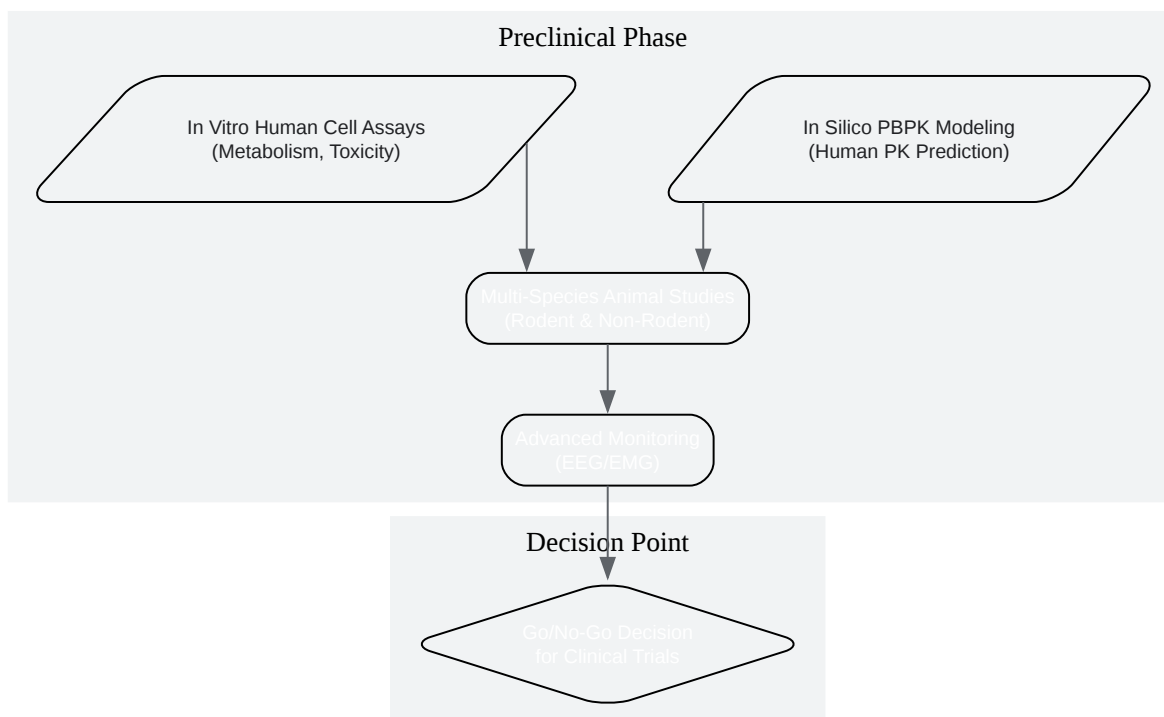 Preclinical Phase
In Vitro Human Cell Assays
(Metabolism, Toxicity)
In Silico PBPK Modeling
(Human PK Prediction)
Multi-Species Animal Studies
(Rodent & Non-Rodent)
Advanced Monitoring
(EEG/EMG)
Decision Point
Go/No-Go Decision
for Clinical Trials